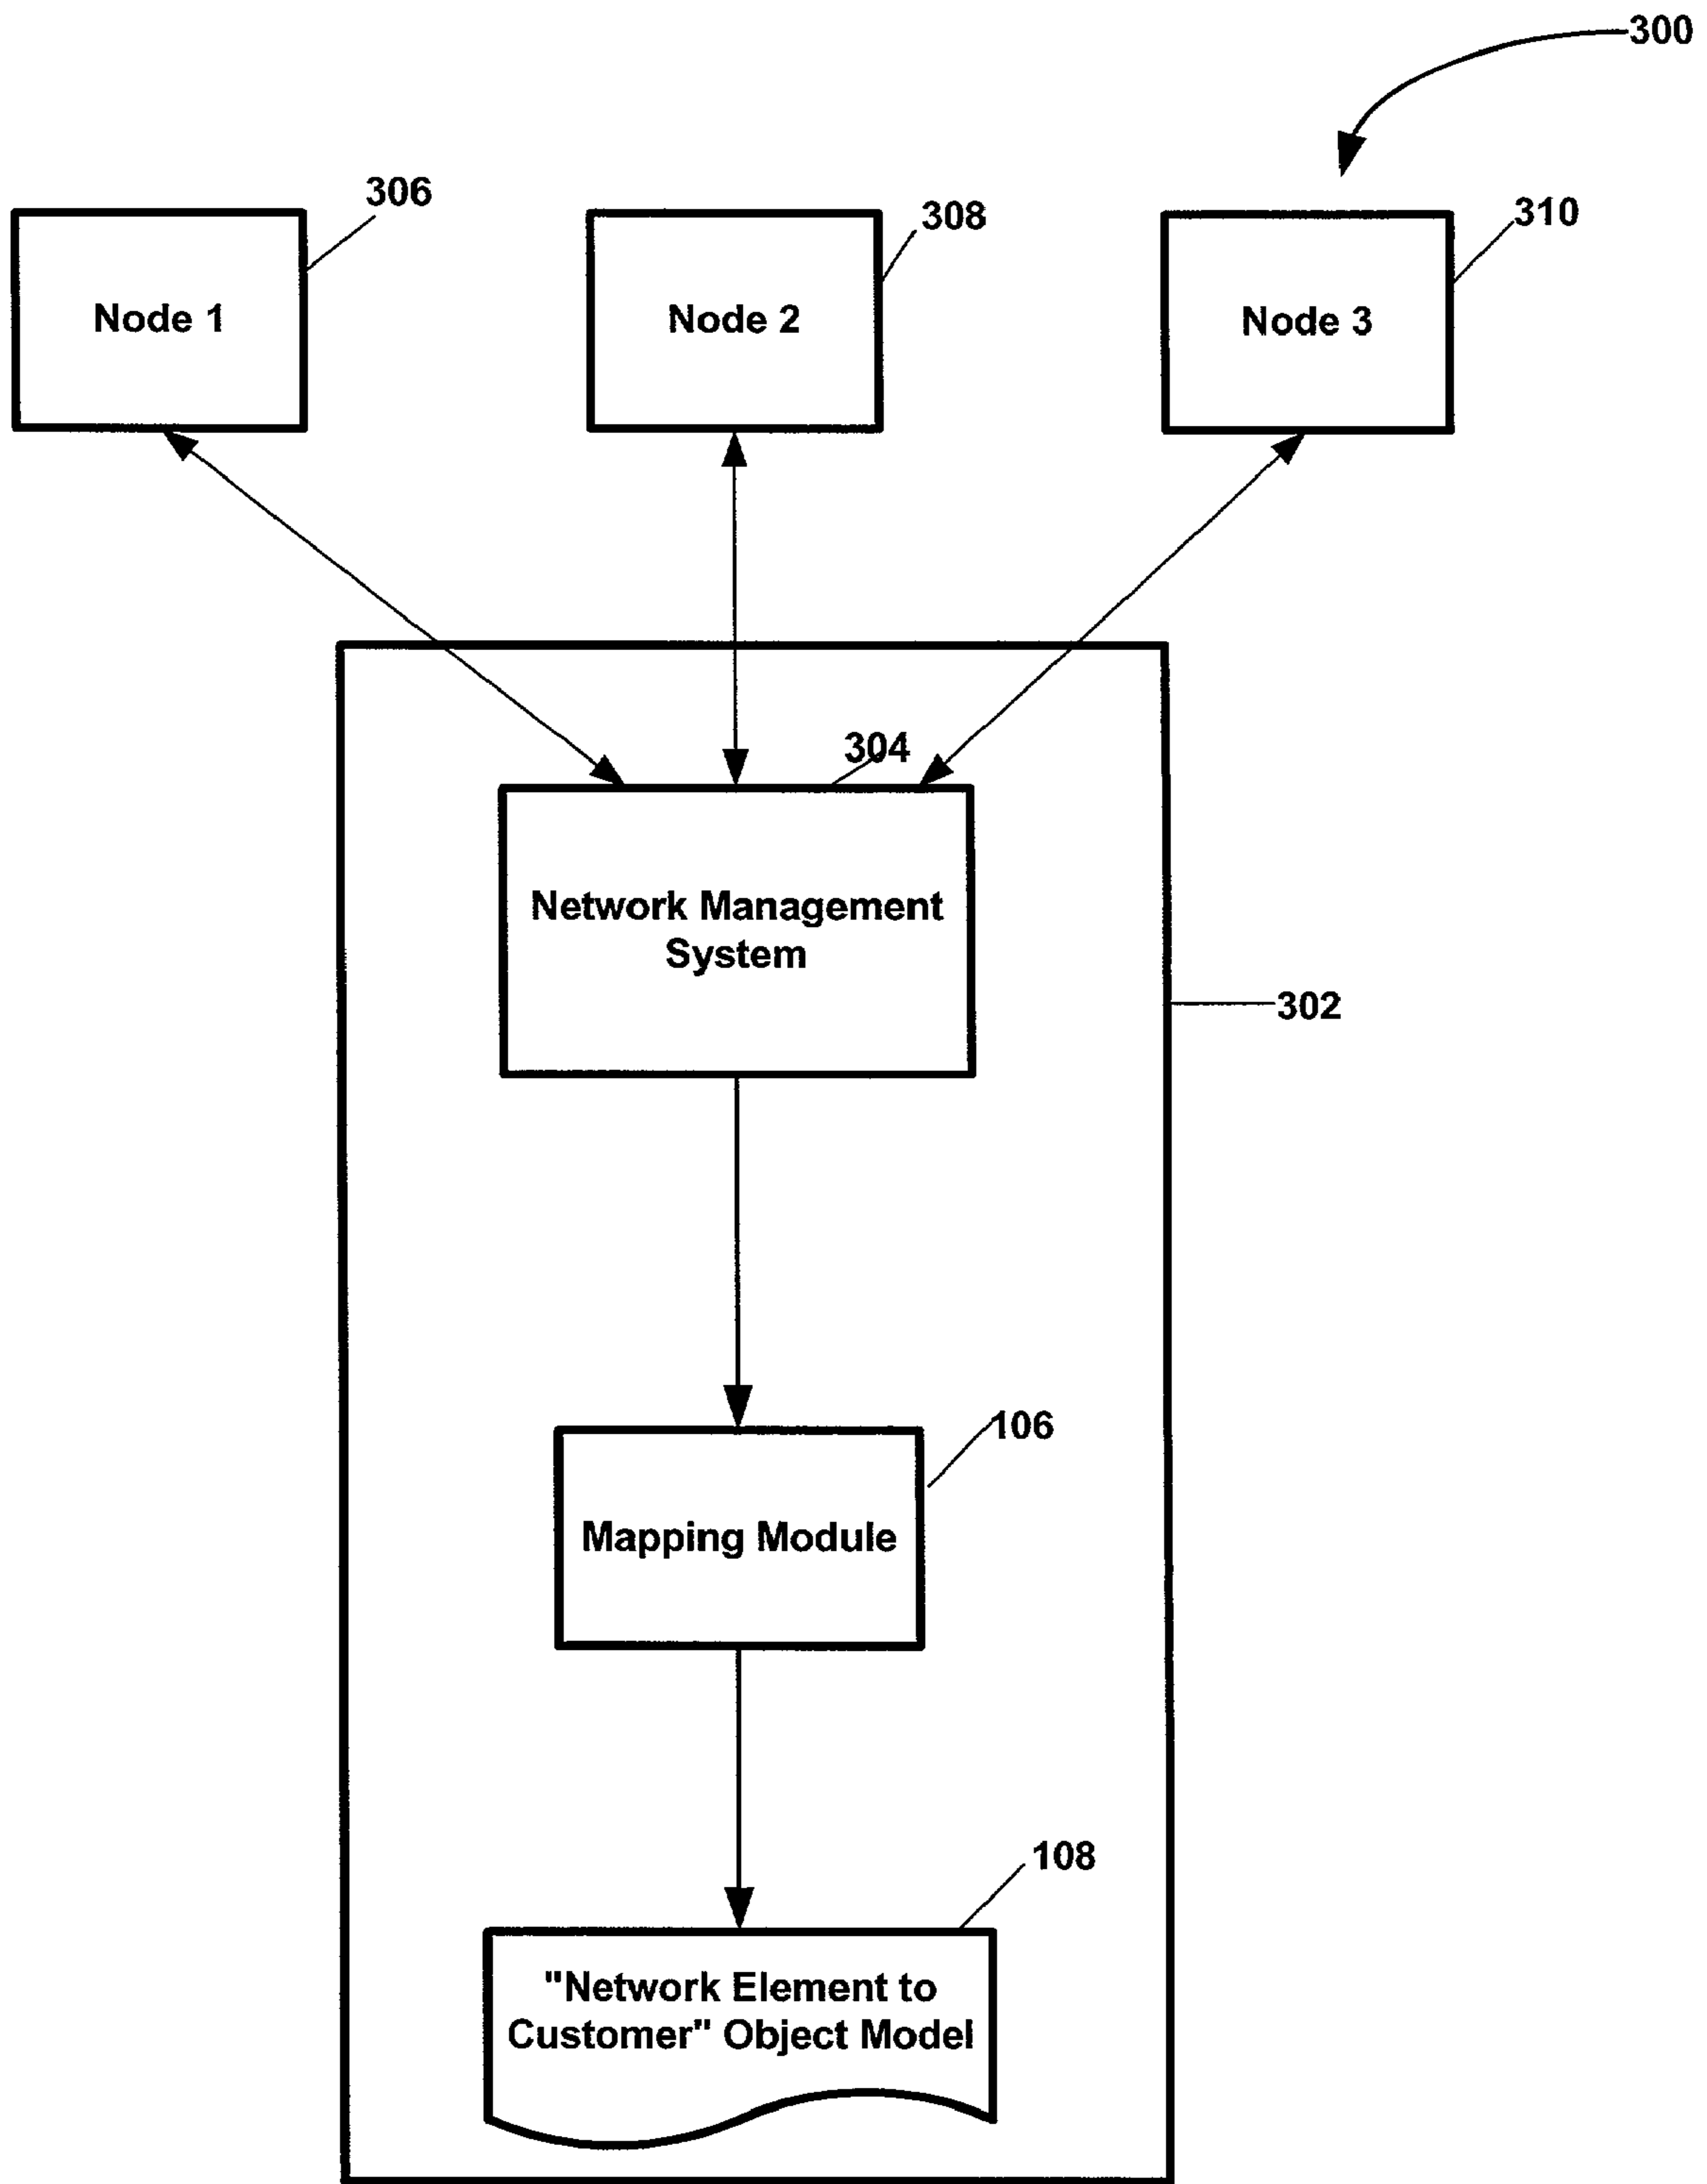 300
306
308
310
Node 1
Node 2
Node 3
304
Network Management
System
302
106
Mapping Module
108
"Network Element to
Customer" Object Model